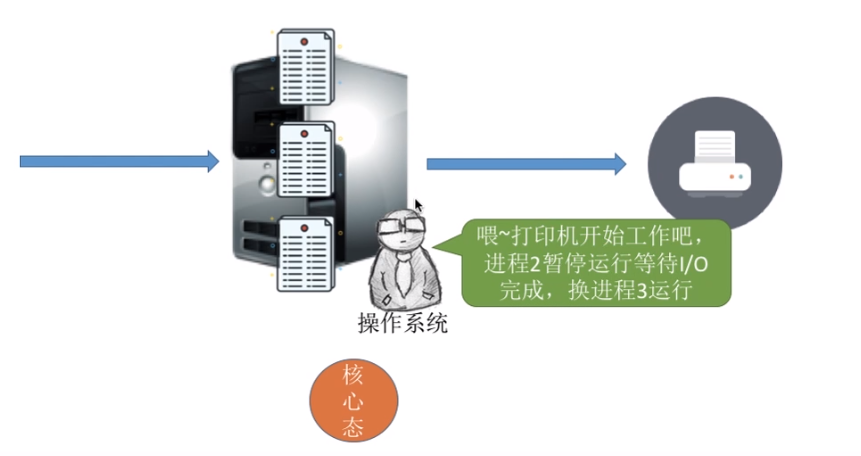 喂~打印机开始工作吧，
进程2暂停运行等待I/O
完成，换进程3运行
操作系统
核
心
态